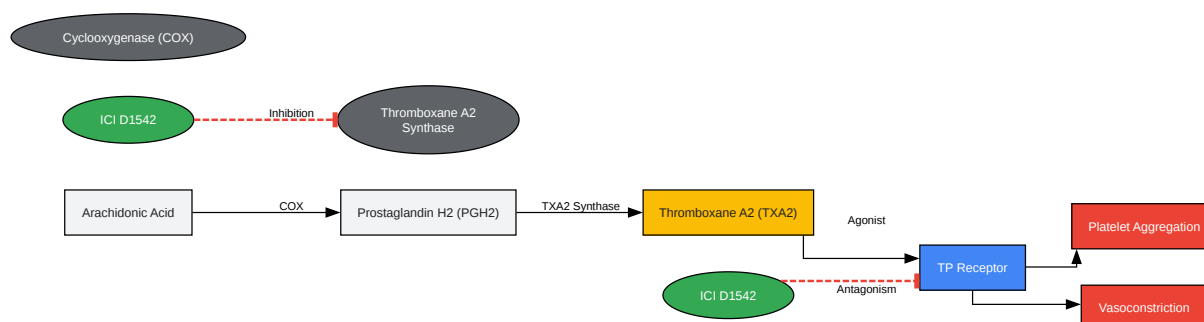 Cyclooxygenase (COX)
ICI D1542
Inhibition
Thromboxane A2
Synthase
Arachidonic Acid
COX
Prostaglandin H2 (PGH2)
TXA2 Synthase
Thromboxane A2 (TXA2)
Agonist
Platelet Aggregation
TP Receptor
ICI D1542
Antagonism
Vasoconstriction